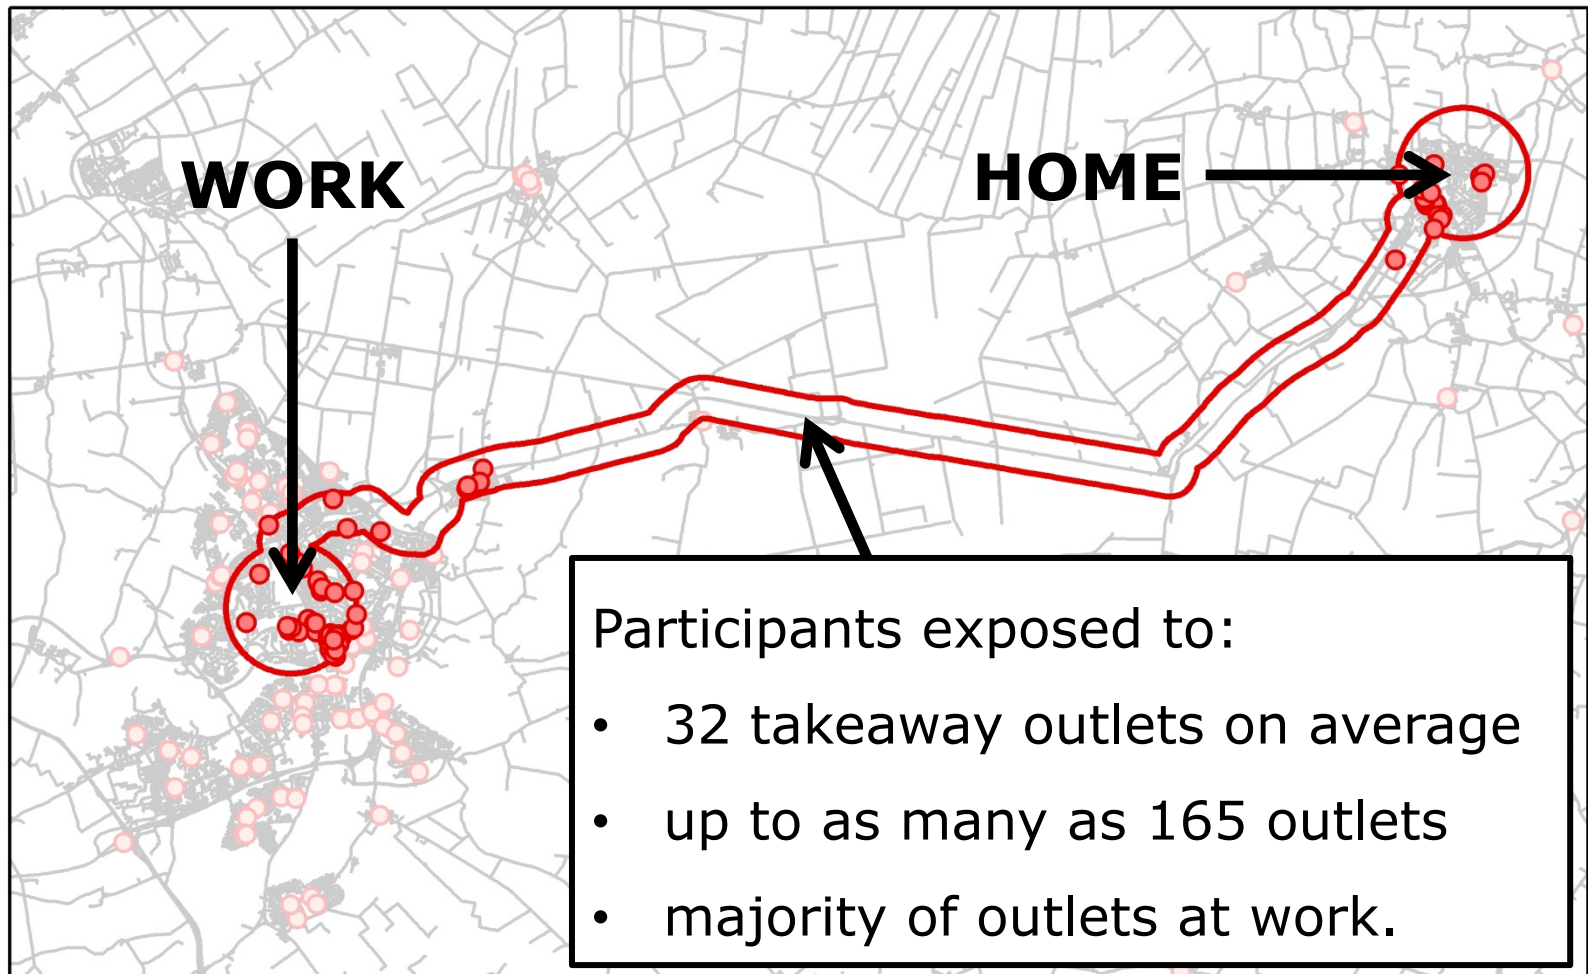 WORK
HOME
Participants exposed to:
• 32 takeaway outlets on average
• up to as many as 165 outlets
• majority of outlets at work.